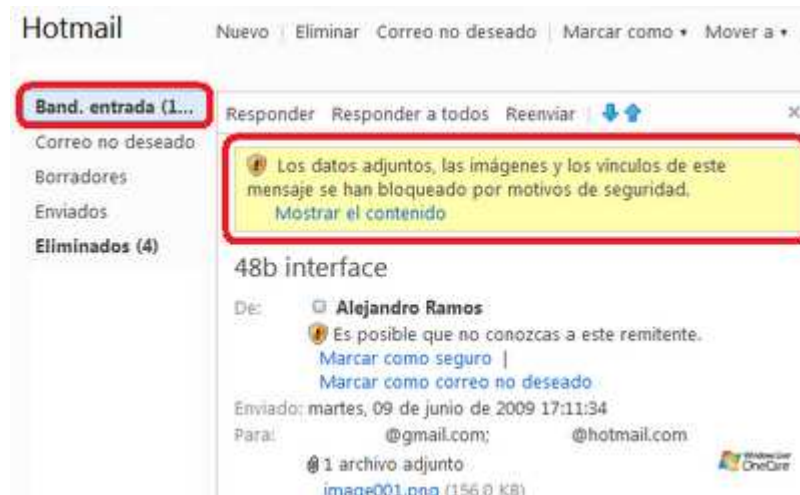 Hotmail
Nuevo | Eliminar Correo no deseado | Marcar como Mover a
Band. entrada (1...
Correo no deseado
Borradores
Enviados
Eliminados (4)
Responder Responder a todos Reenviar
Los datos adjuntos, las imágenes y los vínculos de este
mensaje se han bloqueado por motivos de seguridad.
Mostrar el contenido
48b interface
De: Alejandro Ramos
Es posible que no conozcas a este remitente.
Marcar como seguro |
Marcar como correo no deseado
Enviado: martes, 09 de junio de 2009 17:11:34
Para: @gmail.com; @hotmail.com
1 archivo adjunto
Windows Live
OneCare
image001.png (156,0 KB)